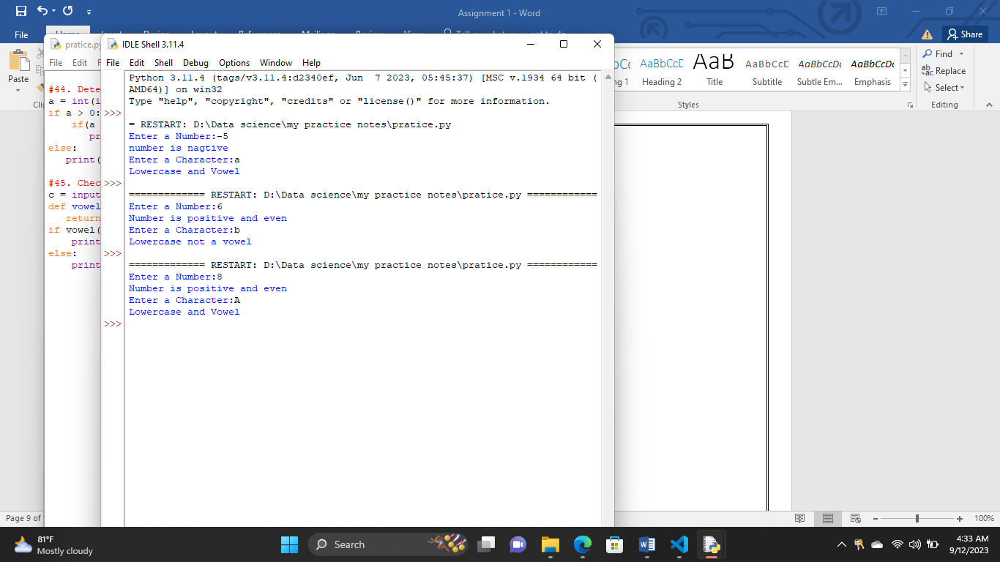 Assignment 1 - Word
File
Share
Paste
Find
Replace
Select
Editing
Styles
AaBbCcD
Heading 2
AaB
Title
AaBbCcD
Subtitle
AaBbCcDc
Subtle Em...
AaBbCcDc
Emphasis
pratice.py
File Edit
#44. Dete
a = int(i
if a > 0:
if(a
pr
else:
print(
#45. Chec
c = input
def vowel
return
if vowel(
print
else:
print
IDLE Shell 3.11.4
File Edit Shell Debug Options Window Help
Python 3.11.4 (tags/v3.11.4:d2340ef, Jun 7 2023, 05:45:37) [MSC v.1934 64 bit (
AMD64)] on win32
Type "help", "copyright", "credits" or "license()" for more information.
>>>
= RESTART: D:\Data science\my practice notes\pratice.py
Enter a Number:-5
number is nagtive
Enter a Character:a
Lowercase and Vowel
>>>
============= RESTART: D:\Data science\my practice notes\pratice.py ============
Enter a Number:6
Number is positive and even
Enter a Character:b
Lowercase not a vowel
>>>
============= RESTART: D:\Data science\my practice notes\pratice.py ============
Enter a Number:8
Number is positive and even
Enter a Character:A
Lowercase and Vowel
>>>
Page 9 of
100%
81°F
Mostly cloudy
Search
4:33 AM
9/12/2023